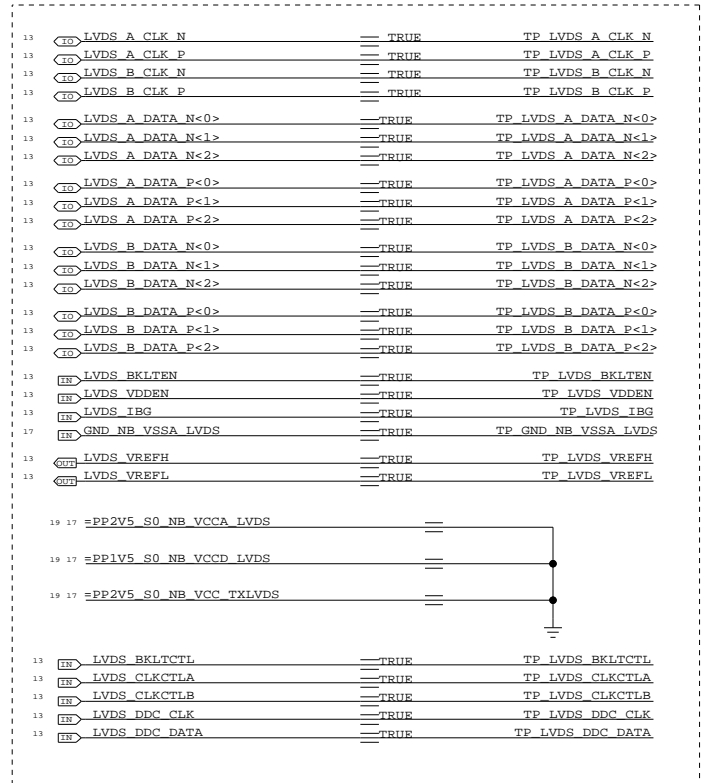 13 IO LVDS_A_CLK_N TRUE TP_LVDS_A_CLK_N
13 IO LVDS_A_CLK_P TRUE TP_LVDS_A_CLK_P
13 IO LVDS_B_CLK_N TRUE TP_LVDS_B_CLK_N
13 IO LVDS_B_CLK_P TRUE TP_LVDS_B_CLK_P
13 IO LVDS_A_DATA_N<0> TRUE TP_LVDS_A_DATA_N<0>
13 IO LVDS_A_DATA_N<1> TRUE TP_LVDS_A_DATA_N<1>
13 IO LVDS_A_DATA_N<2> TRUE TP_LVDS_A_DATA_N<2>
13 IO LVDS_A_DATA_P<0> TRUE TP_LVDS_A_DATA_P<0>
13 IO LVDS_A_DATA_P<1> TRUE TP_LVDS_A_DATA_P<1>
13 IO LVDS_A_DATA_P<2> TRUE TP_LVDS_A_DATA_P<2>
13 IO LVDS_B_DATA_N<0> TRUE TP_LVDS_B_DATA_N<0>
13 IO LVDS_B_DATA_N<1> TRUE TP_LVDS_B_DATA_N<1>
13 IO LVDS_B_DATA_N<2> TRUE TP_LVDS_B_DATA_N<2>
13 IO LVDS_B_DATA_P<0> TRUE TP_LVDS_B_DATA_P<0>
13 IO LVDS_B_DATA_P<1> TRUE TP_LVDS_B_DATA_P<1>
13 IO LVDS_B_DATA_P<2> TRUE TP_LVDS_B_DATA_P<2>
13 IN LVDS_BKLTEN TRUE TP_LVDS_BKLTEN
13 IN LVDS_VDDEN TRUE TP_LVDS_VDDEN
13 IN LVDS_IBG TRUE TP_LVDS_IBG
17 IN GND_NB_VSSA_LVDS TRUE TP_GND_NB_VSSA_LVDS
13 OUT LVDS_VREFH TRUE TP_LVDS_VREFH
13 OUT LVDS_VREFL TRUE TP_LVDS_VREFL
19 17 =PP2V5_S0_NB_VCCA_LVDS
19 17 =PP1V5_S0_NB_VCCD_LVDS
19 17 =PP2V5_S0_NB_VCC_TXLVDS
13 IN LVDS_BKLTCTL TRUE TP_LVDS_BKLTCTL
13 IN LVDS_CLKCTLA TRUE TP_LVDS_CLKCTLA
13 IN LVDS_CLKCTLB TRUE TP_LVDS_CLKCTLB
13 IN LVDS_DDC_CLK TRUE TP_LVDS_DDC_CLK
13 IN LVDS_DDC_DATA TRUE TP_LVDS_DDC_DATA